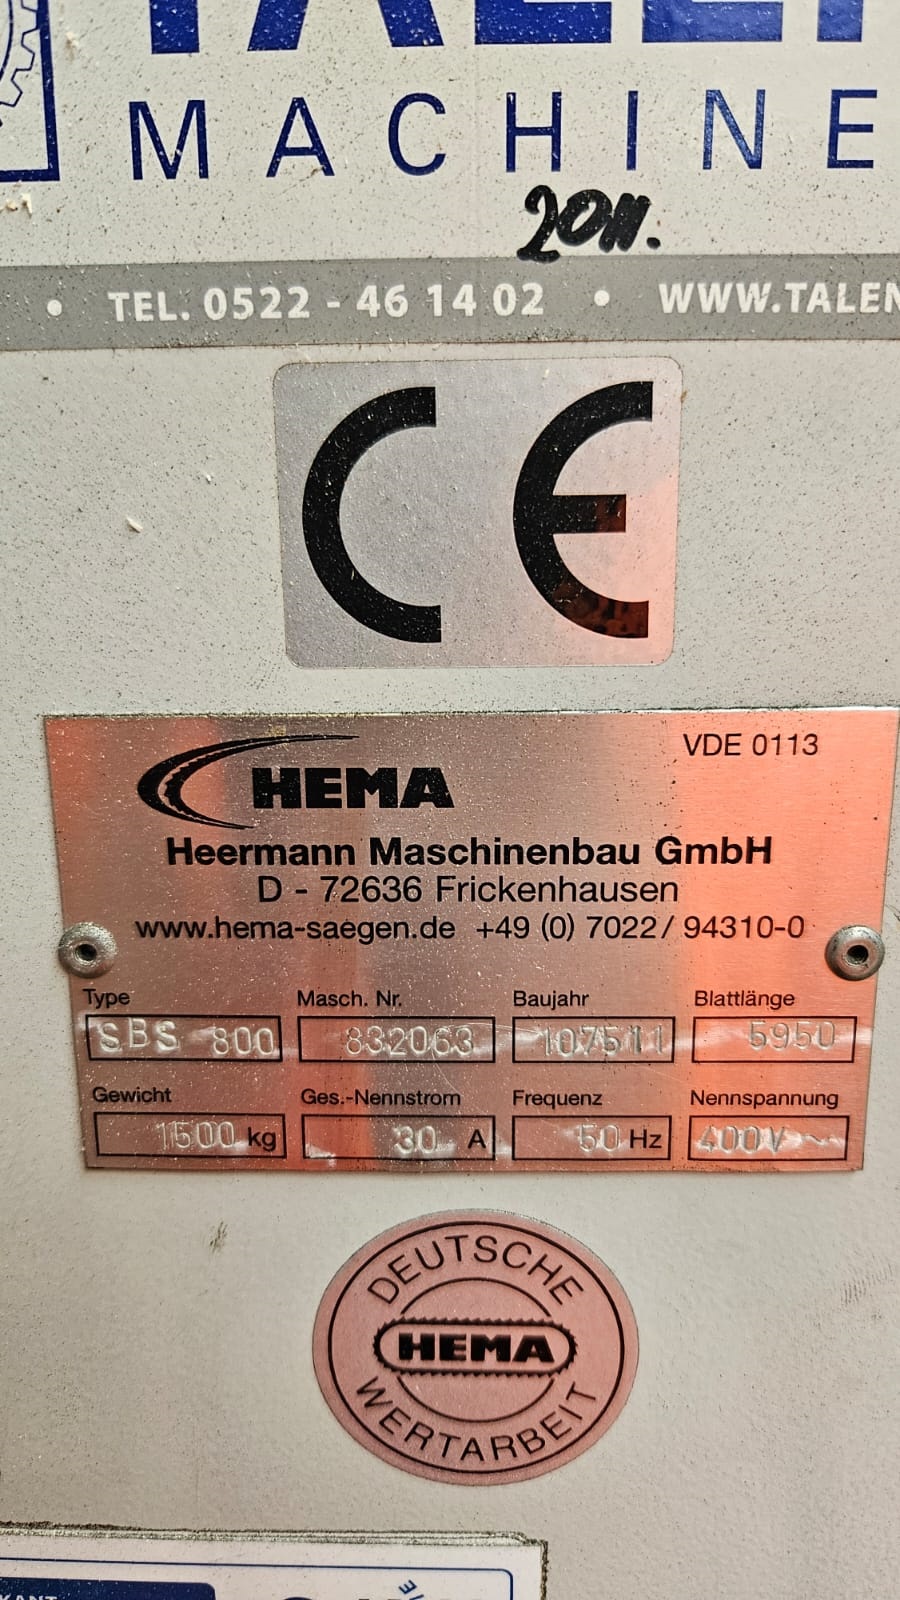 MACHINE
2011.
• TEL. 0522 - 46 14 02 • WWW.TALEN
CE
HEMA
VDE 0113
Heermann Maschinenbau GmbH
D - 72636 Frickenhausen
www.hema-saegen.de +49 (0) 7022 / 94310-0
Type Masch. Nr. Baujahr Blattlänge
SBS 800 832063 107511 5950
Gewicht Ges.-Nennstrom Frequenz Nennspannung
1500 kg 30 A 50 Hz 400V ~
DEUTSCHE
HEMA
WERTARBEIT